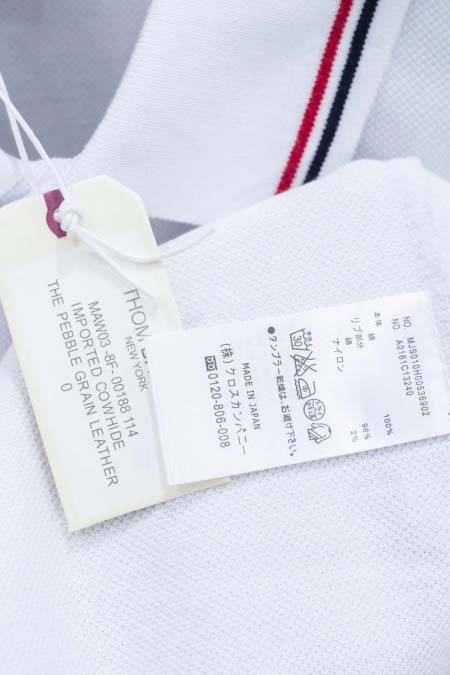 THOM
NEW YORK
MAW03 -8F- 00188 114
IMPORTED COWHIDE
THE PEBBLE GRAIN LEATHER
0
NO. MJS010H00536902
NO. A0161C13240
本体 綿 100%
リブ部分 綿 98%
ナイロン 2%
30
中
●タンブラー乾燥は、お避け下さい。
MADE IN JAPAN
(株)クロスカンパニー
0120-806-008